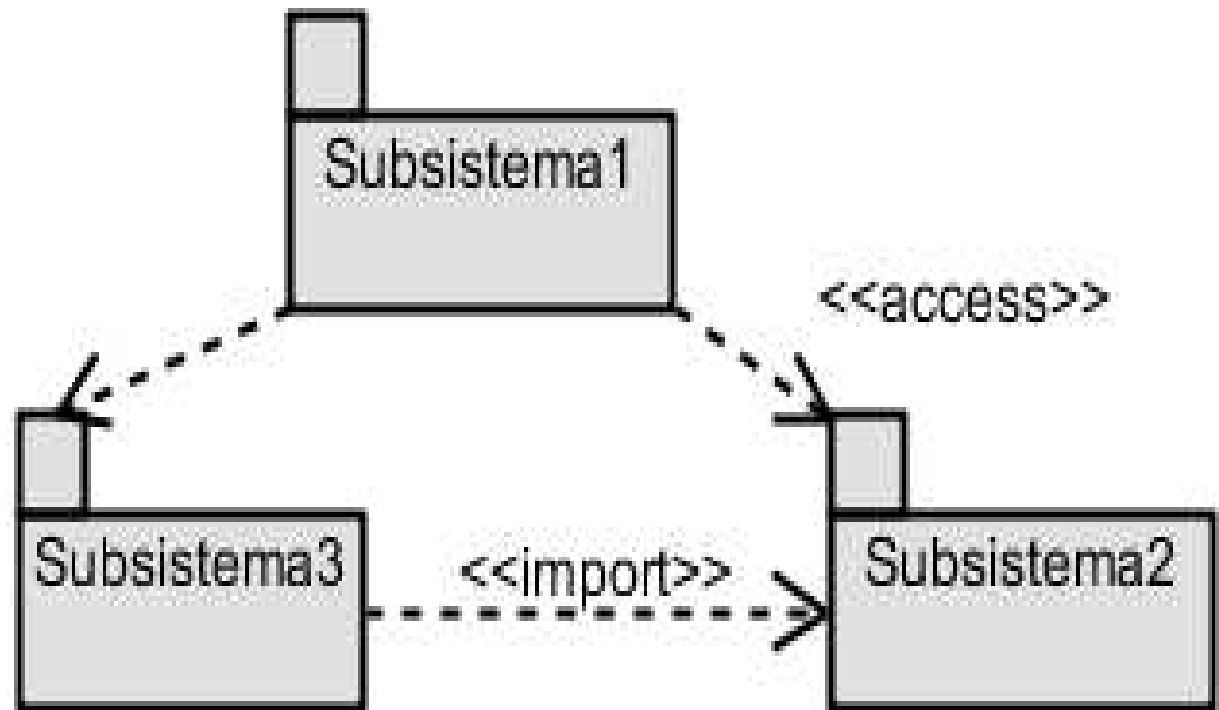 Subsistema1
<<access>>
Subsistema3
<<import>>
Subsistema2